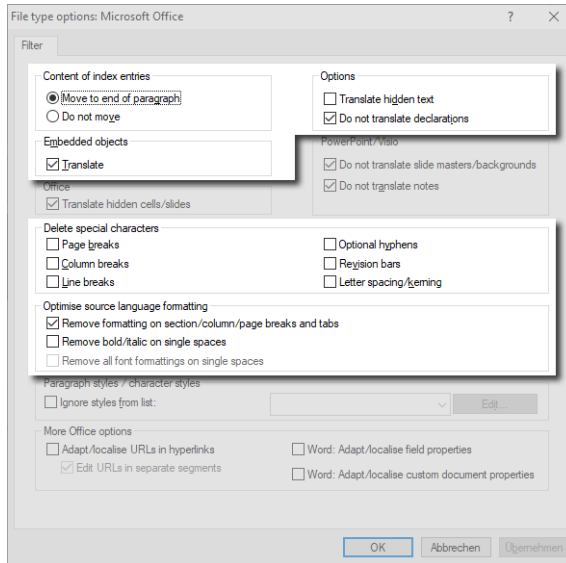 File type options: Microsoft Office
Filter
Content of index entries
Move to end of paragraph
Do not move
Options
Translate hidden text
Do not translate declarations
Embedded objects
Translate
PowerPoint/Visio
Do not translate slide masters/backgrounds
Do not translate notes
Office
Translate hidden cells/slides
Delete special characters
Page breaks
Column breaks
Line breaks
Optional hyphens
Revision bars
Letter spacing/kerning
Optimise source language formatting
Remove formatting on section/column/page breaks and tabs
Remove bold/italic on single spaces
Remove all font formattings on single spaces
Paragraph styles / character styles
Ignore styles from list:
Edit...
More Office options
Adapt/localise URLs in hyperlinks
Edit URLs in separate segments
Word: Adapt/localise field properties
Word: Adapt/localise custom document properties
OK
Abbrechen
Übernehmen